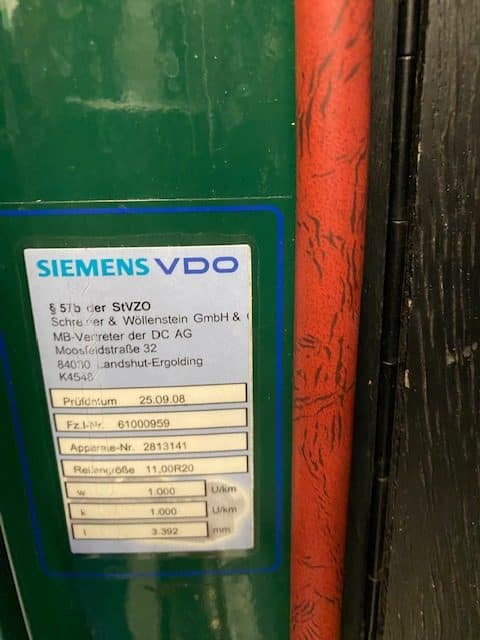 SIEMENS VDO
§ 57b der StVZO
Schreiner & Wöllenstein GmbH &
MB-Vertreter der DC AG
Moosfeldstraße 32
84030 Landshut-Ergolding
K4548
Prüfdatum 25.09.08
Fz.I-Nr. 61000959
Apparate-Nr. 2813141
Reifengröße 11,00R20
w 1.000 U/km
k 1.000 U/km
l 3.392 mm